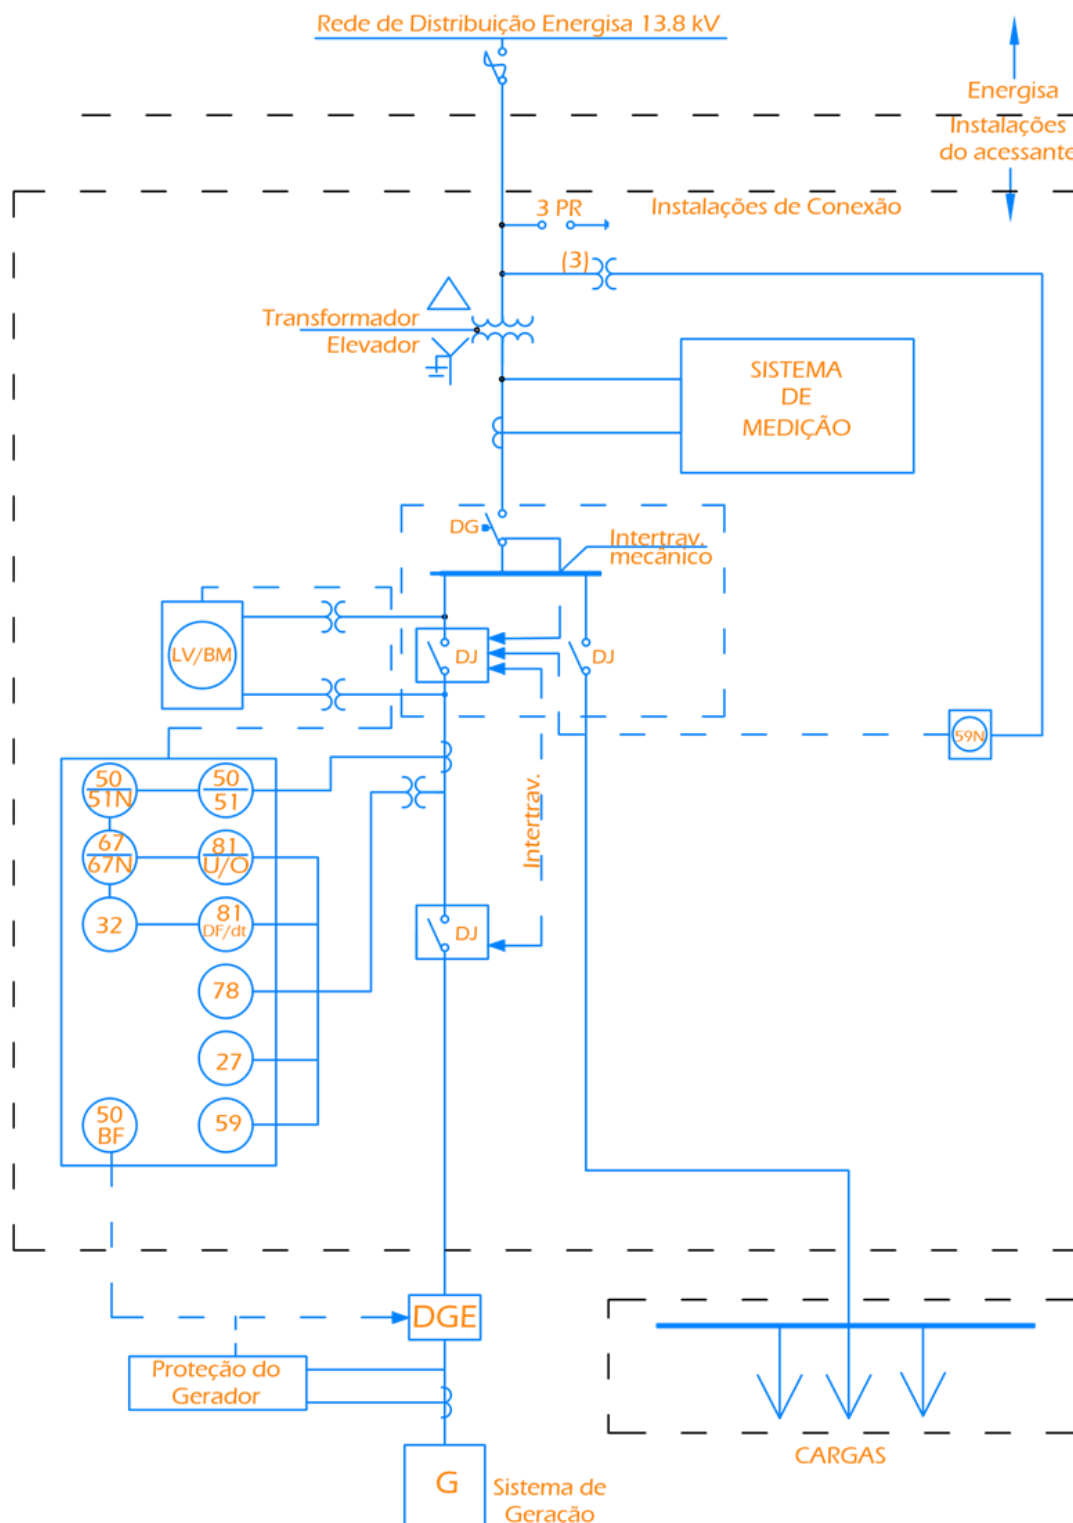 Rede de Distribuição Energisa 13.8 kV
Energisa
Instalações
do acessante
3 PR
Instalações de Conexão
(3)
Transformador
Elevador
SISTEMA
DE
MEDIÇÃO
DG
Intertrav.
mecânico
LV/BM
DJ
DJ
59N
50
51N
50
51
Intertrav.
67
67N
81
U/O
32
81
DF/dt
DJ
78
27
50
BF
59
DGE
Proteção do
Gerador
CARGAS
G
Sistema de
Geração